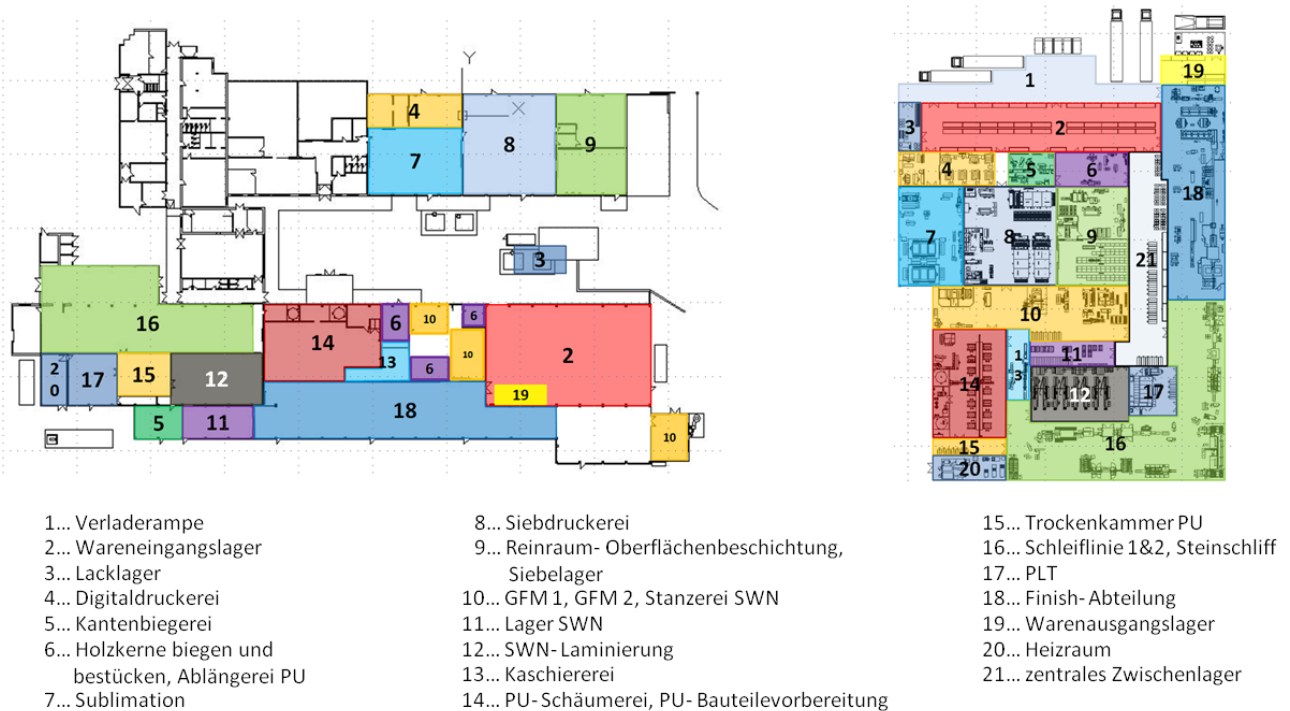 Y
4
X
7
8
9
3
16
14
6
10
6
2
13
6
10
2
0
17
15
12
19
18
5
11
10
1
19
3
2
4
5
6
18
7
8
9
21
10
11
1
3
14
12
17
16
15
20
1... Verladerampe
2... Wareneingangslager
3... Lacklager
4... Digitaldruckerei
5... Kantenbiegerei
6... Holzkerne biegen und
bestücken, Ablängerei PU
7... Sublimation
8... Siebdruckerei
9... Reinraum- Oberflächenbeschichtung,
Siebelager
10... GFM 1, GFM 2, Stanzerei SWN
11... Lager SWN
12... SWN- Laminierung
13... Kaschiererei
14... PU- Schäumerei, PU- Bauteilevorbereitung
15... Trockenkammer PU
16... Schleiflinie 1&2, Steinschliff
17... PLT
18... Finish- Abteilung
19... Warenausgangslager
20... Heizraum
21... zentrales Zwischenlager